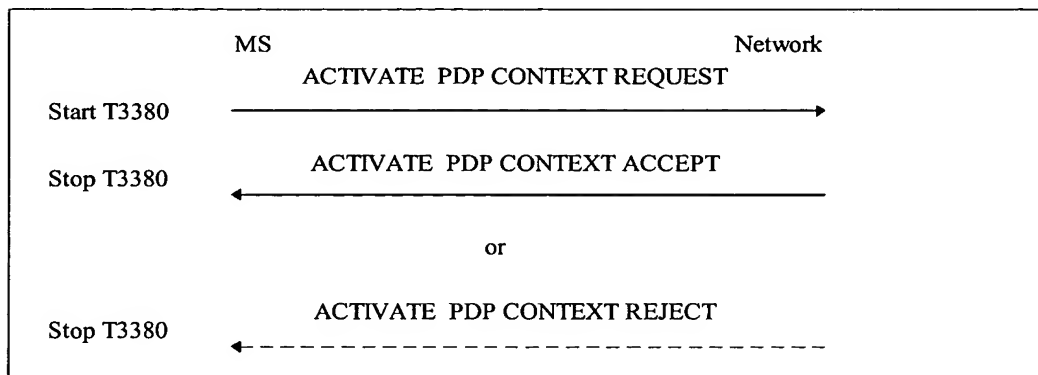 MS Network
ACTIVATE PDP CONTEXT REQUEST
Start T3380
ACTIVATE PDP CONTEXT ACCEPT
Stop T3380
or
ACTIVATE PDP CONTEXT REJECT
Stop T3380